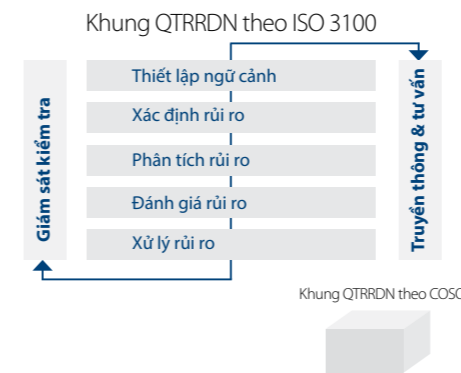 Khung QTRRDN theo ISO 3100
Thiết lập ngữ cảnh
Xác định rủi ro
Phân tích rủi ro
Đánh giá rủi ro
Xử lý rủi ro
Giám sát kiểm tra
Truyền thông & tư vấn
Khung QTRRDN theo COSO